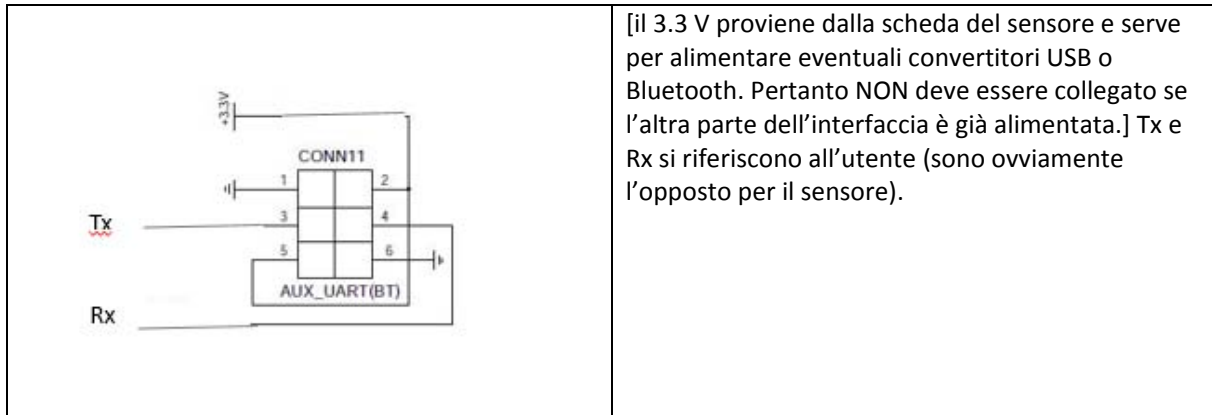 [il 3.3 V proviene dalla scheda del sensore e serve
per alimentare eventuali convertitori USB o
Bluetooth. Pertanto NON deve essere collegato se
l’altra parte dell’interfaccia è già alimentata.] Tx e
Rx si riferiscono all’utente (sono ovviamente
l’opposto per il sensore).
+3.3V
CONN11
1 2
Tx 3 4
5 6
AUX_UART(BT)
Rx